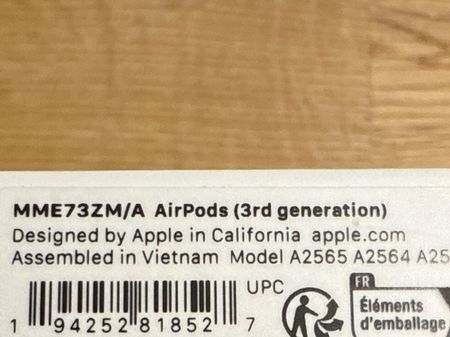 MME73ZM/A AirPods (3rd generation)
Designed by Apple in California apple.com
Assembled in Vietnam Model A2565 A2564 A25
UPC
FR
Éléments
d'emballage
1 94252 81852 7